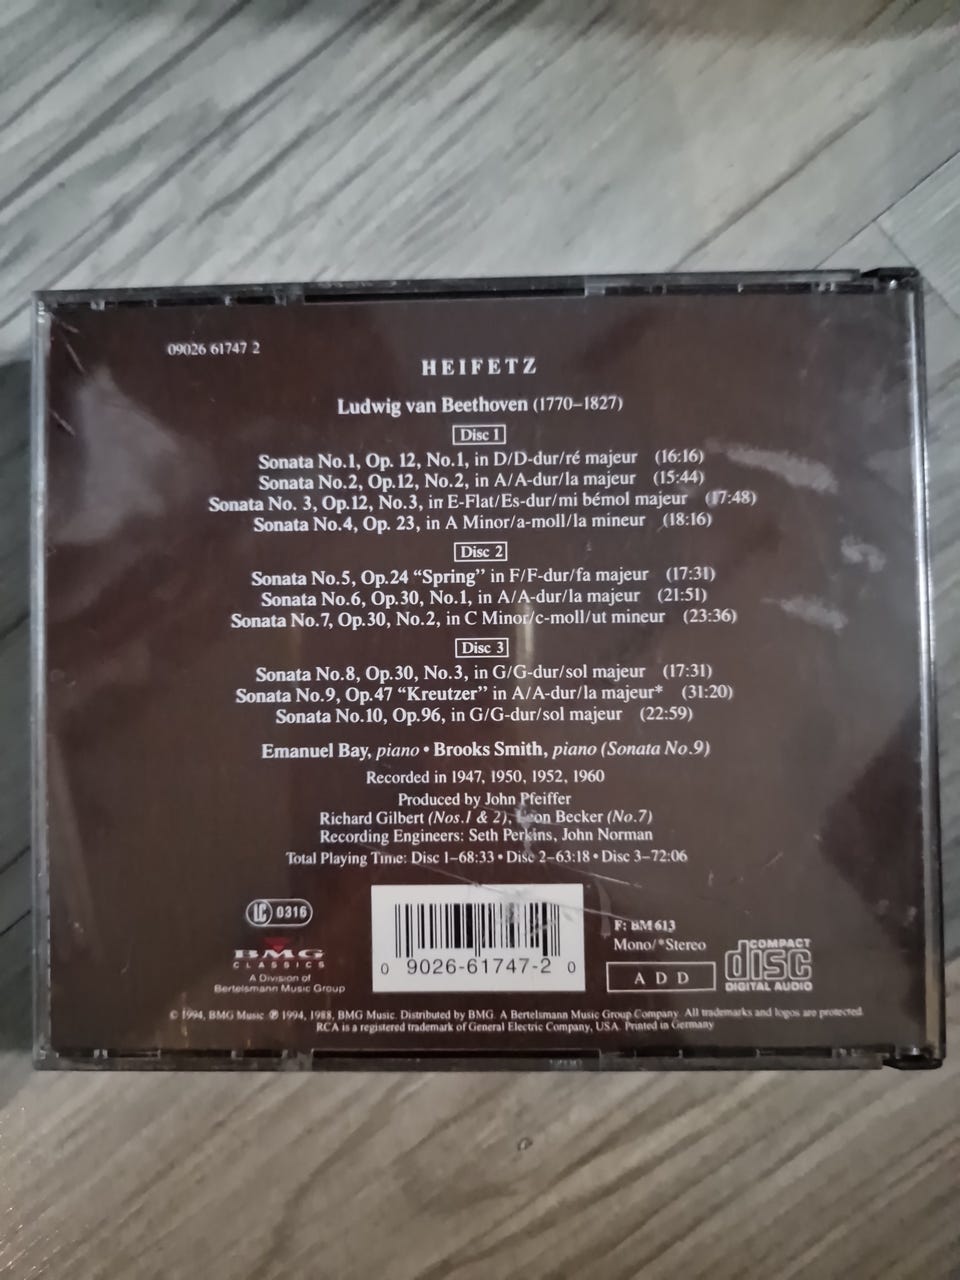 09026 61747 2
HEIFETZ
Ludwig van Beethoven (1770–1827)
Disc 1
Sonata No.1, Op. 12, No.1, in D/D-dur/ré majeur (16:16)
Sonata No.2, Op.12, No.2, in A/A-dur/la majeur (15:44)
Sonata No. 3, Op.12, No.3, in E-Flat/Es-dur/mi bémol majeur (17:48)
Sonata No.4, Op. 23, in A Minor/a-moll/la mineur (18:16)
Disc 2
Sonata No.5, Op.24 “Spring” in F/F-dur/fa majeur (17:31)
Sonata No.6, Op.30, No.1, in A/A-dur/la majeur (21:51)
Sonata No.7, Op.30, No.2, in C Minor/c-moll/ut mineur (23:36)
Disc 3
Sonata No.8, Op.30, No.3, in G/G-dur/sol majeur (17:31)
Sonata No.9, Op.47 “Kreutzer” in A/A-dur/la majeur* (31:20)
Sonata No.10, Op.96, in G/G-dur/sol majeur (22:59)
Emanuel Bay, piano • Brooks Smith, piano (Sonata No.9)
Recorded in 1947, 1950, 1952, 1960
Produced by John Pfeiffer
Richard Gilbert (Nos.1 & 2), Leon Becker (No.7)
Recording Engineers: Seth Perkins, John Norman
Total Playing Time: Disc 1–68:33 • Disc 2–63:18 • Disc 3–72:06
LC 0316
BMG
CLASSICS
A Division of
Bertelsmann Music Group
0 9026-61747-2 0
F: BM 613
Mono/*Stereo
ADD
COMPACT
disc
DIGITAL AUDIO
© 1994, BMG Music ℗ 1994, 1988, BMG Music. Distributed by BMG. A Bertelsmann Music Group Company. All trademarks and logos are protected.
RCA is a registered trademark of General Electric Company, USA. Printed in Germany